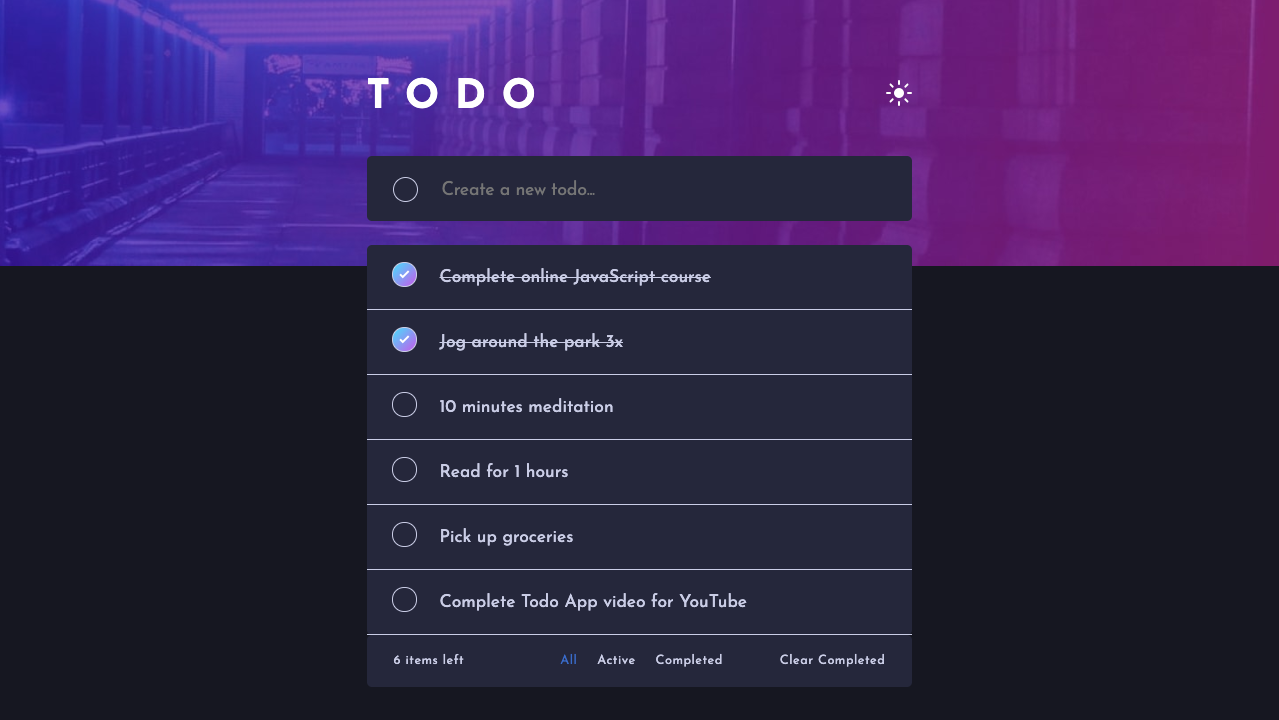 TODO
Create a new todo...
Complete online JavaScript course
Jog around the park 3x
10 minutes meditation
Read for 1 hours
Pick up groceries
Complete Todo App video for YouTube
6 items left All Active Completed Clear Completed